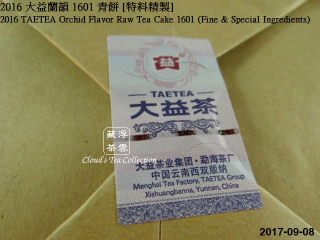 2016 大益蘭韻 1601 青餅 [特料精製]
2016 TAETEA Orchid Flavor Raw Tea Cake 1601 (Fine & Special Ingredients)
益
TAETEA
大益茶
藏浮
茶雲
Cloud's Tea Collection
大益茶业集团·勐海茶厂
中国云南西双版纳
Menghai Tea Factory, TAETEA Group
Xishuangbanna, Yunnan, China
2017-09-08